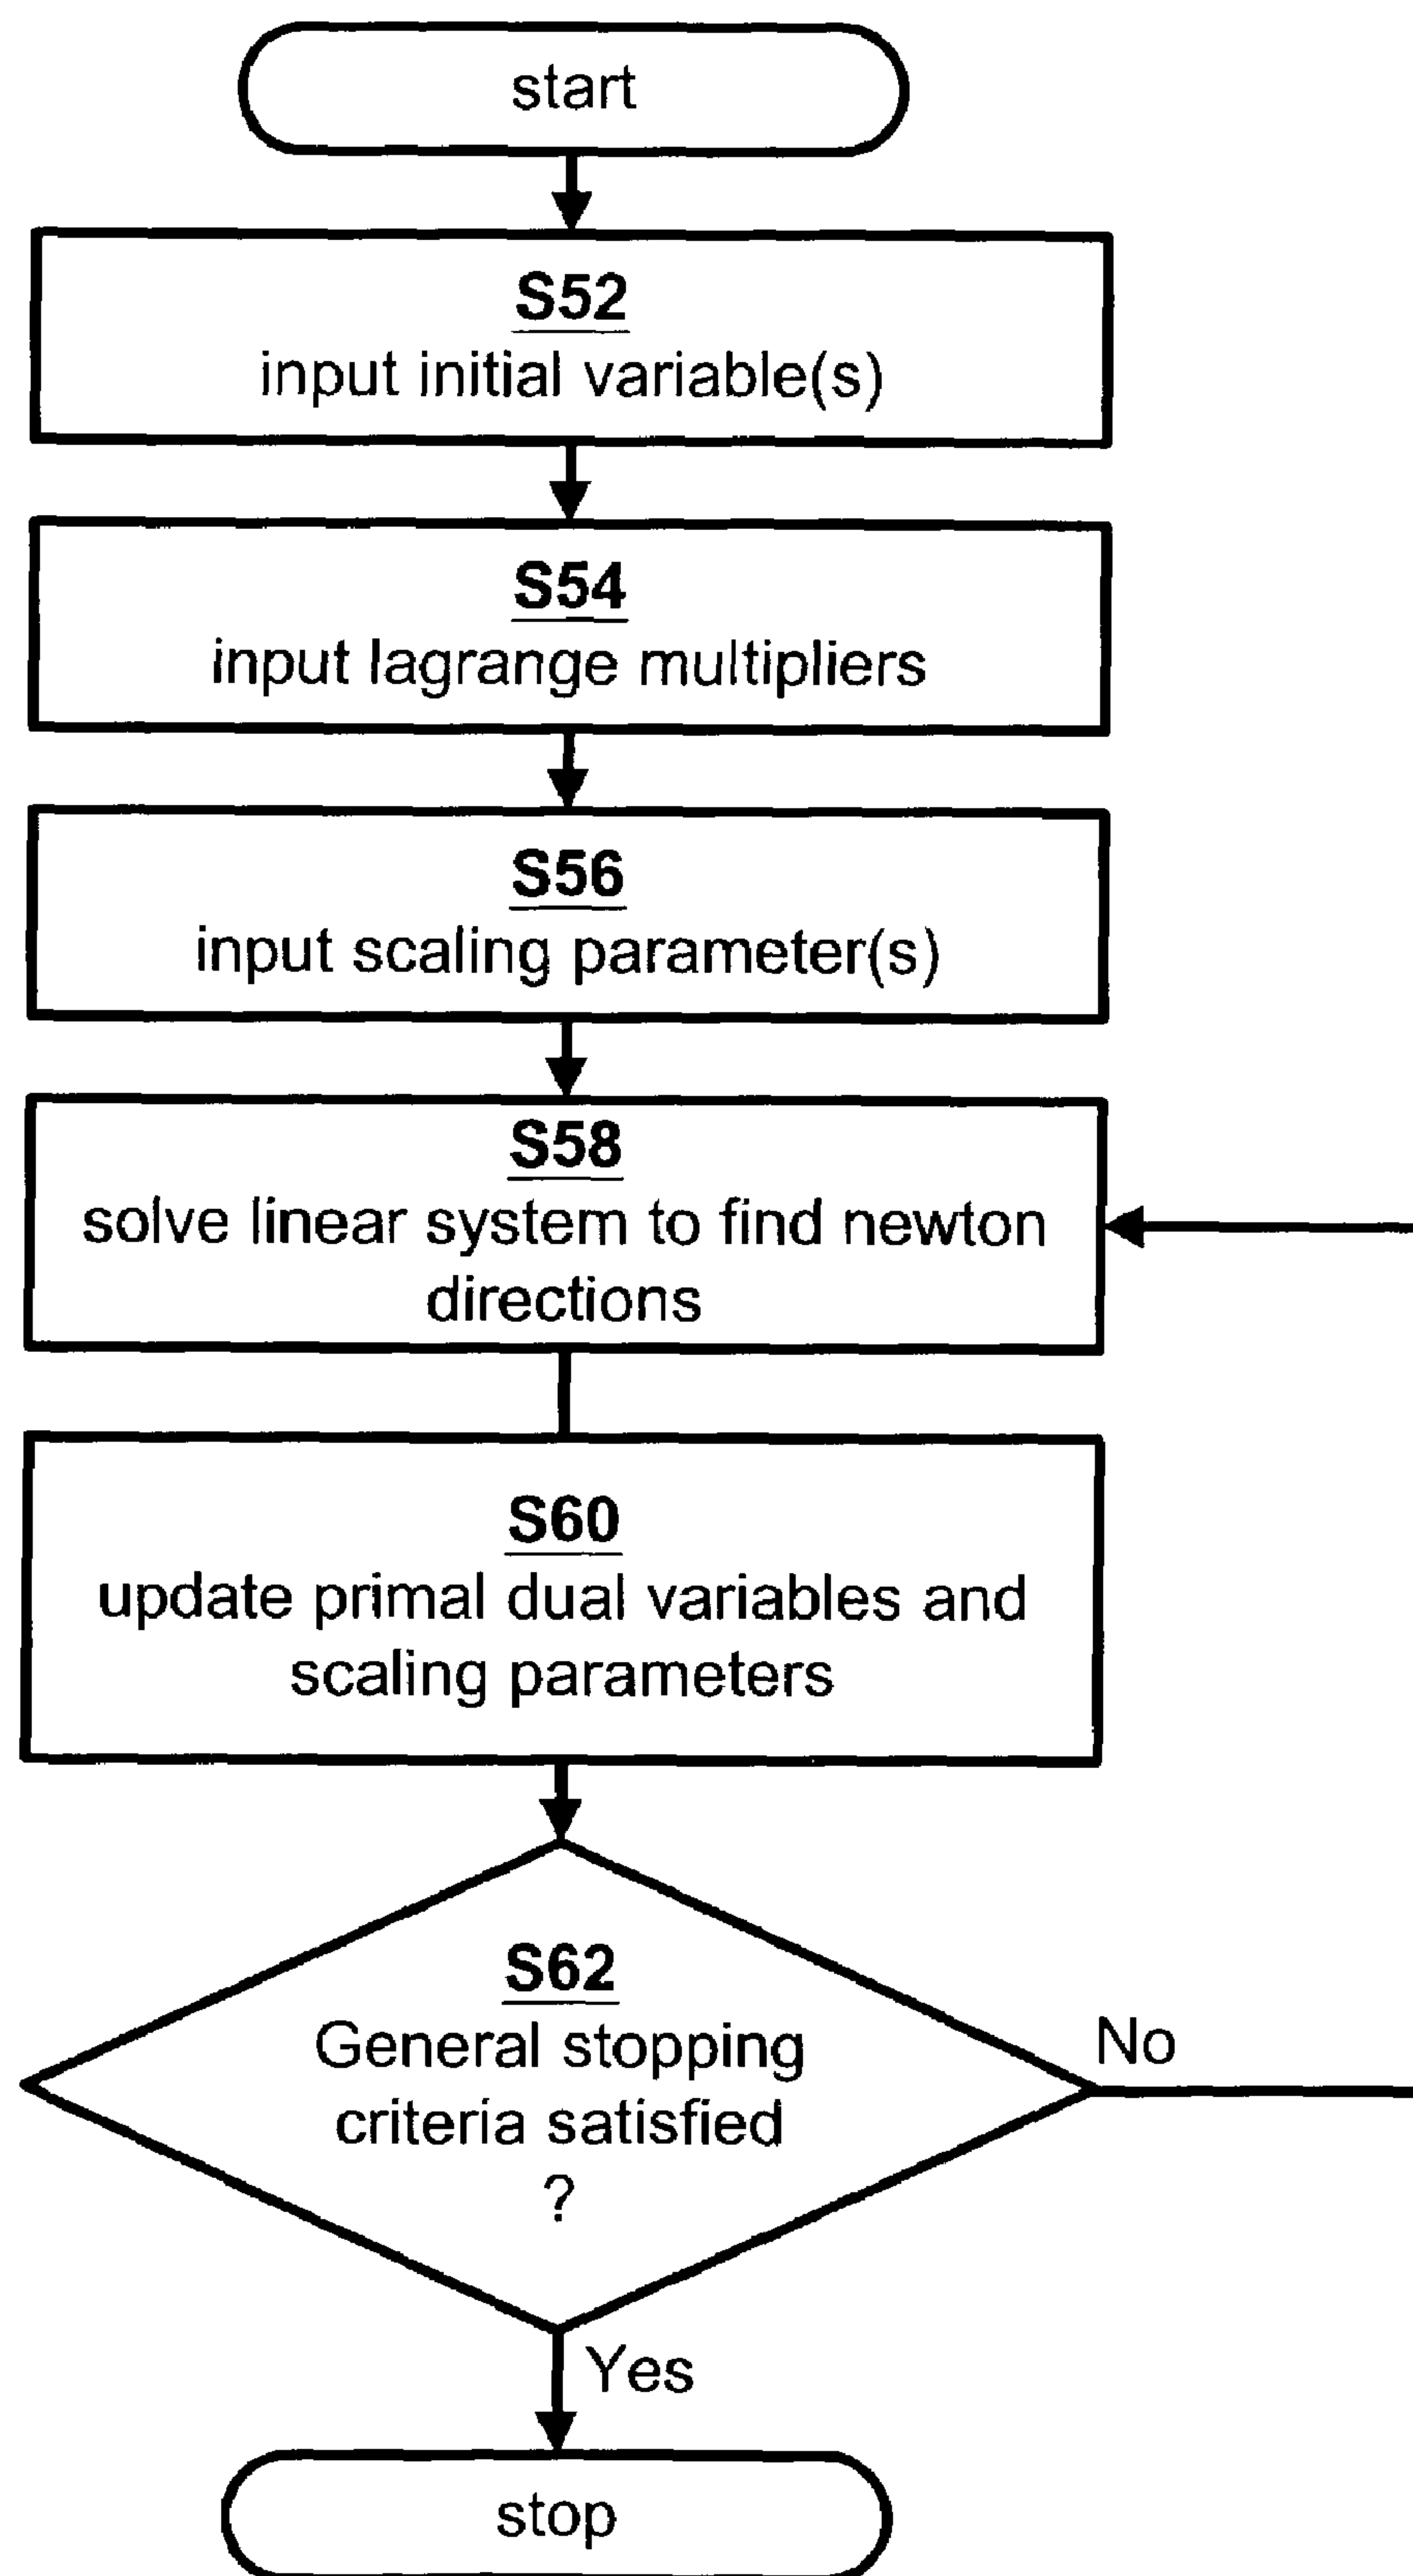 start
S52
input initial variable(s)
S54
input lagrange multipliers
S56
input scaling parameter(s)
S58
solve linear system to find newton
directions
S60
update primal dual variables and
scaling parameters
S62
General stopping
criteria satisfied
?
No
Yes
stop